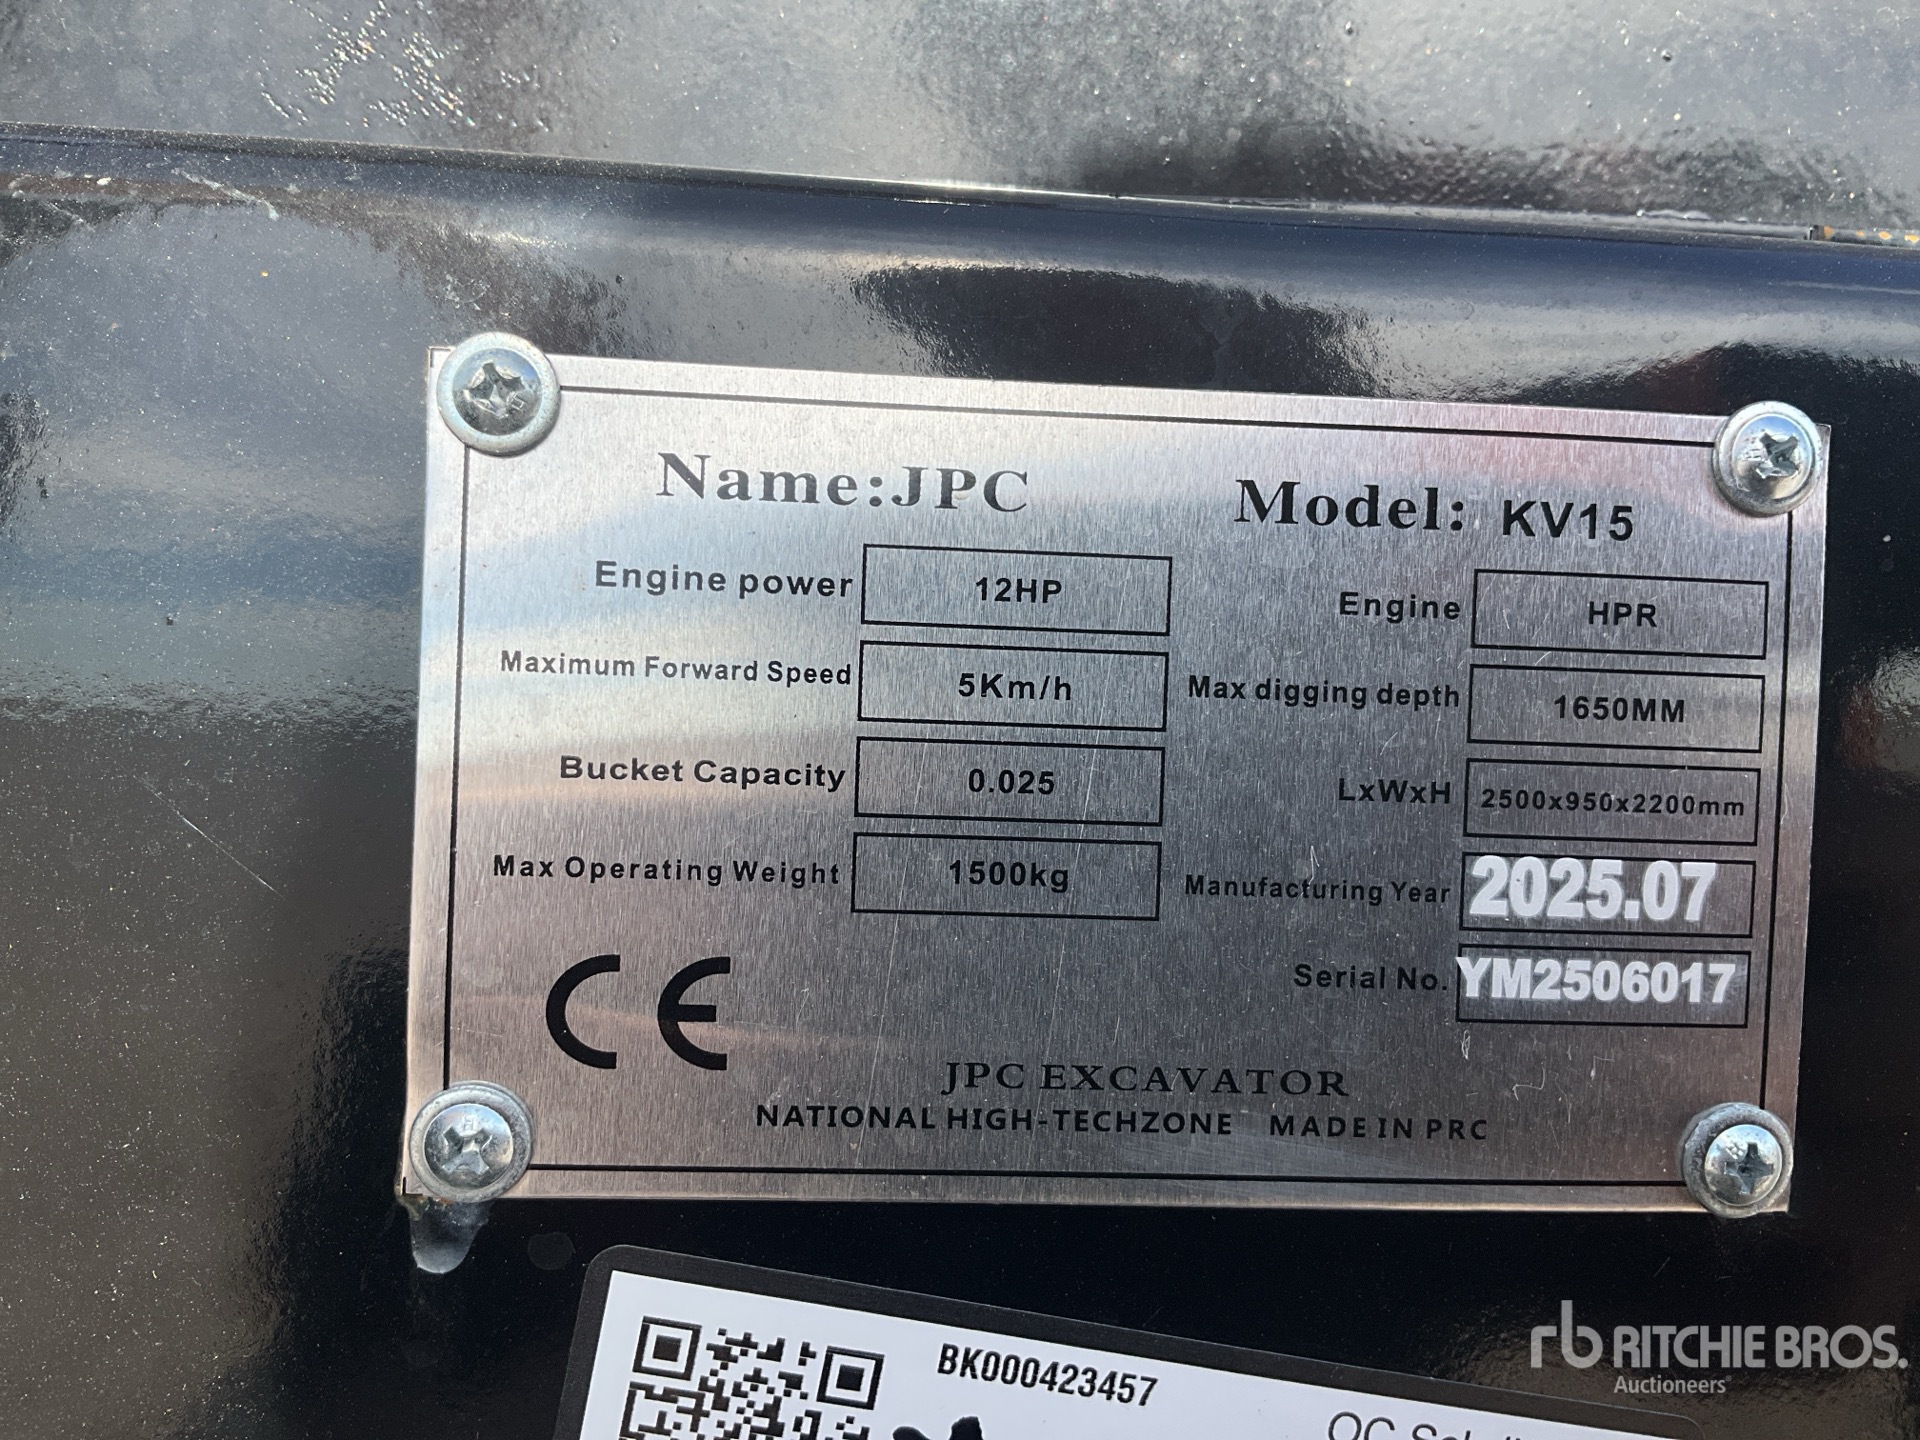 Name:JPC
Model: KV15
Engine power 12HP
Engine HPR
Maximum Forward Speed 5Km/h
Max digging depth 1650MM
Bucket Capacity 0.025
LxWxH 2500x950x2200mm
Max Operating Weight 1500kg
Manufacturing Year 2025.07
Serial No. YM2506017
CE
JPC EXCAVATOR
NATIONAL HIGH-TECHZONE MADE IN PRC
BK000423457
rb RITCHIE BROS.
Auctioneers